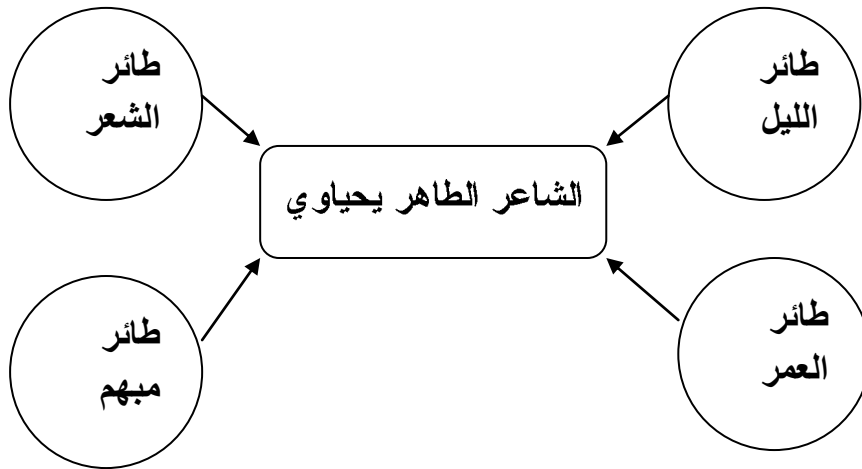 طائر
الليل
طائر
الشعر
الشاعر الطاهر يحياوي
طائر
العمر
طائر
مبهم